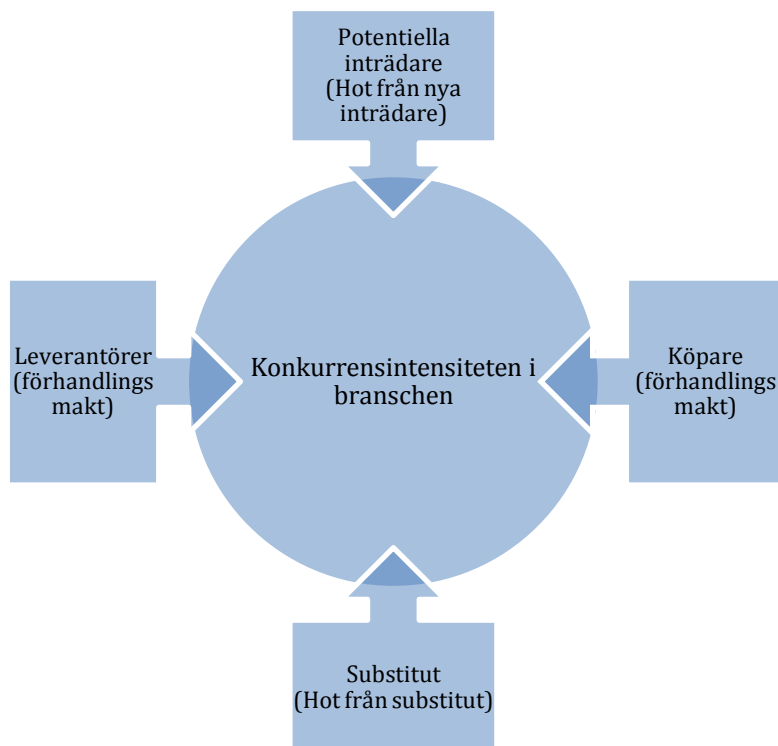 Potentiella
inträdare
(Hot från nya
inträdare)
Leverantörer
(förhandlings
makt)
Konkurrensintensiteten i
branschen
Köpare
(förhandlings
makt)
Substitut
(Hot från substitut)